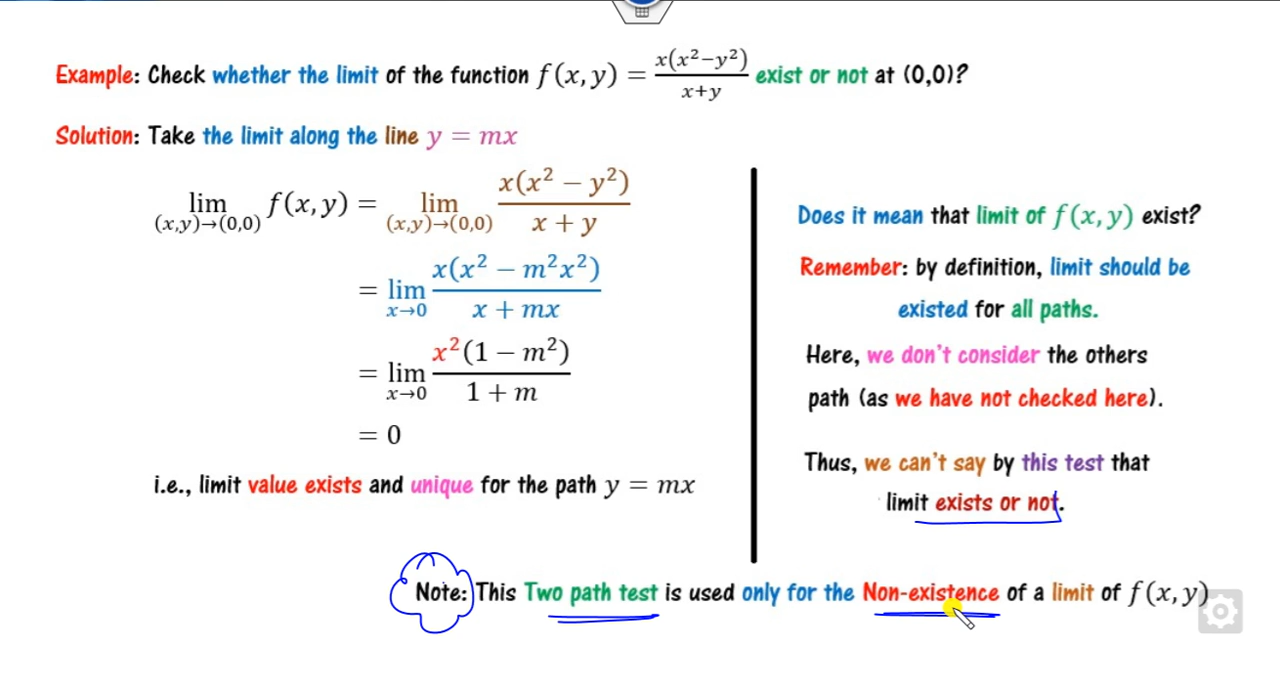 Example: Check whether the limit of the function f(x, y) = x(x²−y²)/x+y exist or not at (0,0)?
Solution: Take the limit along the line y = mx
lim (x,y)→(0,0) f(x, y) = lim (x,y)→(0,0) x(x² − y²)/x + y
= lim x→0 x(x² − m²x²)/x + mx
= lim x→0 x²(1 − m²)/1 + m
= 0
i.e., limit value exists and unique for the path y = mx
Does it mean that limit of f(x, y) exist?
Remember: by definition, limit should be
existed for all paths.
Here, we don't consider the others
path (as we have not checked here).
Thus, we can't say by this test that
limit exists or not.
Note: This Two path test is used only for the Non-existence of a limit of f(x, y)